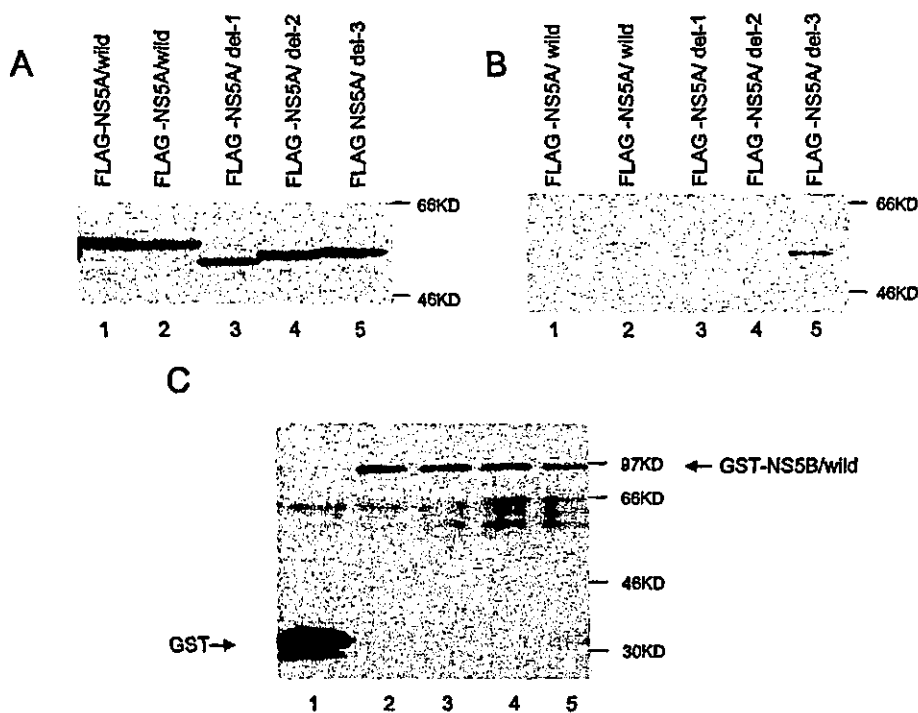 A
FLAG-NS5A/wild
FLAG -NS5A/wild
FLAG -NS5A/ del-1
FLAG -NS5A/ del-2
FLAG NS5A/ del-3
66KD
46KD
1 2 3 4 5
B
FLAG -NS5A/ wild
FLAG -NS5A/ wild
FLAG -NS5A/ del-1
FLAG -NS5A/ del-2
FLAG -NS5A/ del-3
66KD
46KD
1 2 3 4 5
C
97KD
← GST-NS5B/wild
66KD
46KD
GST→
30KD
1 2 3 4 5